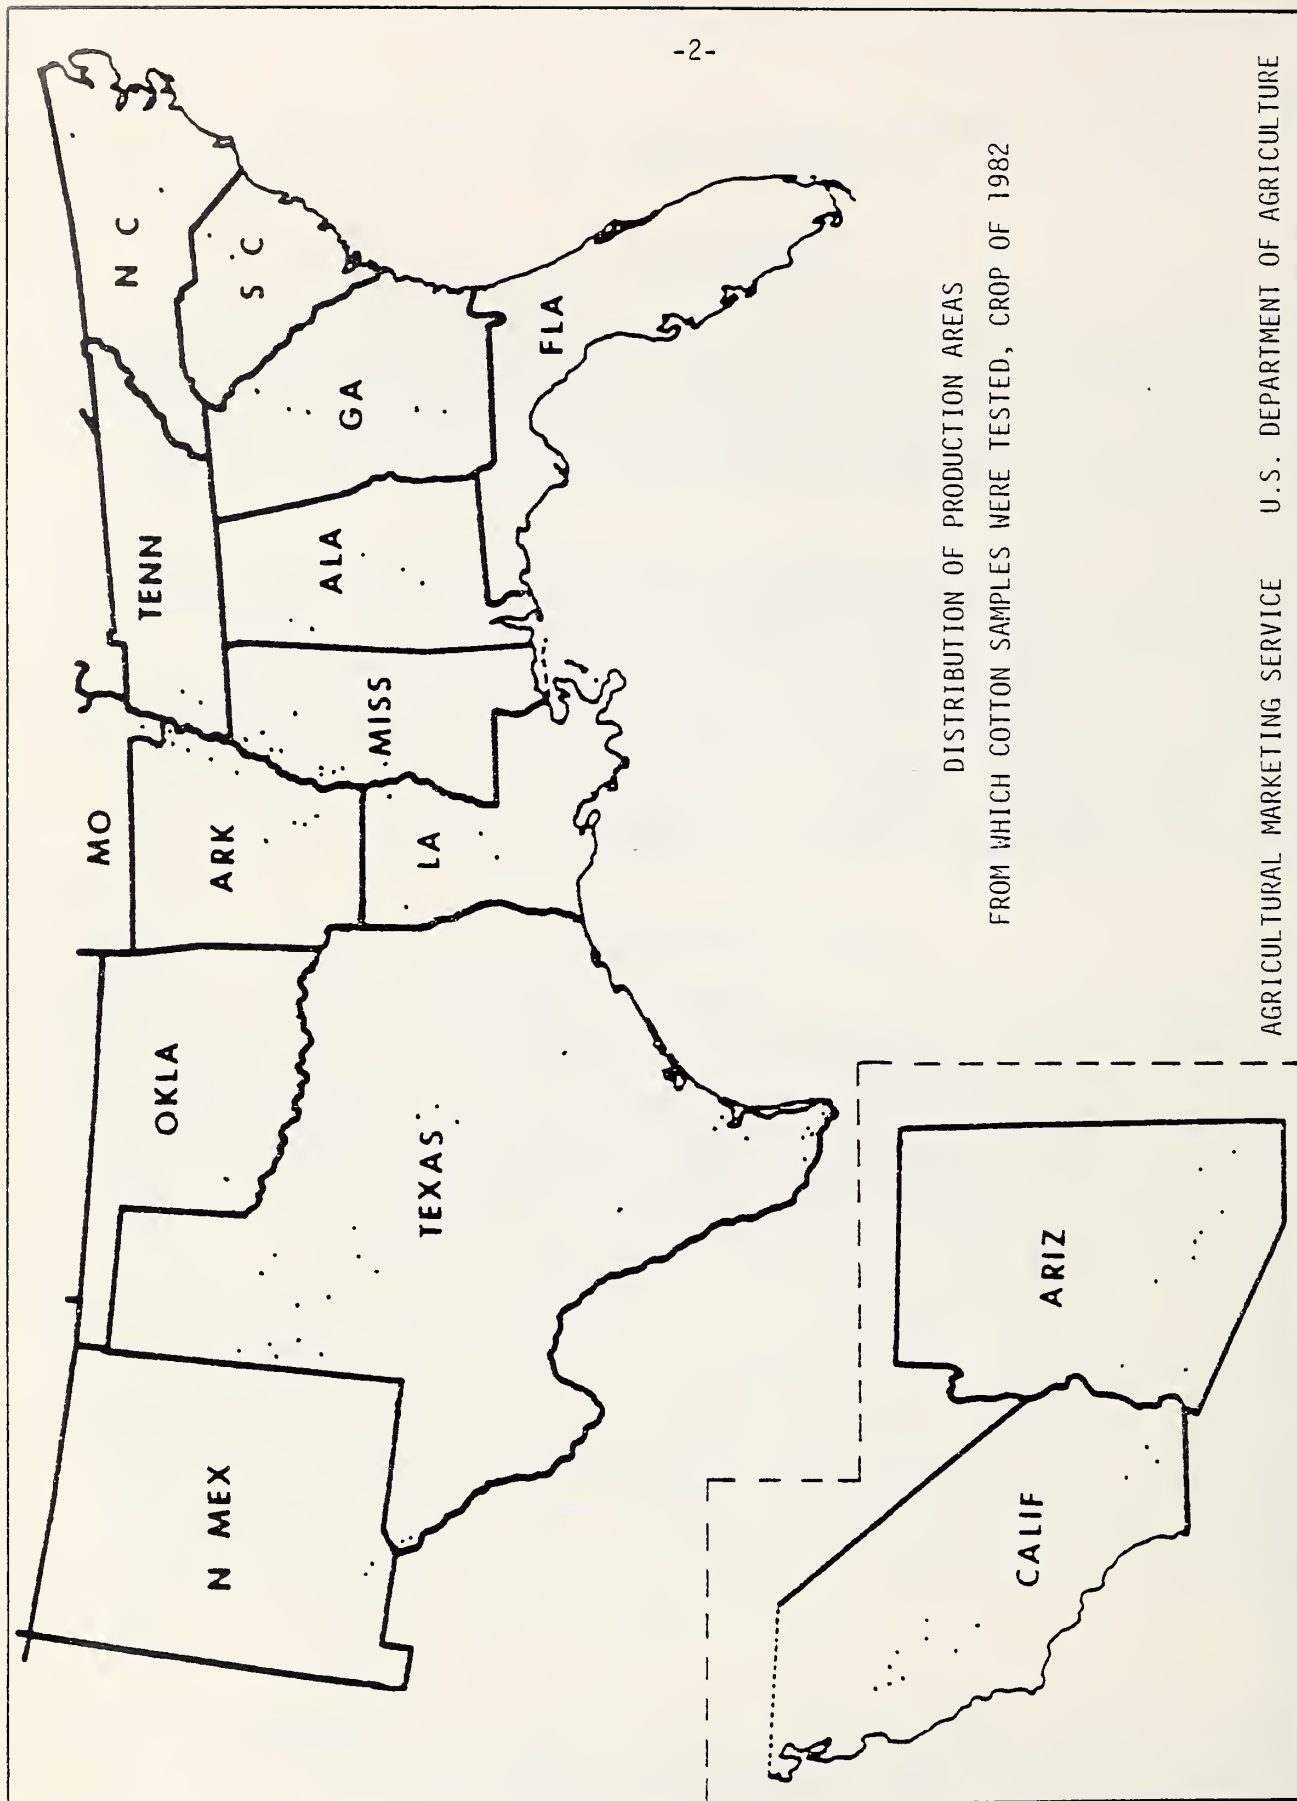 -2-
N MEX
OKLA
TEXAS
MO
ARK
LA
TENN
MISS
ALA
GA
N C
S C
FLA
CALIF
ARIZ
DISTRIBUTION OF PRODUCTION AREAS
FROM WHICH COTTON SAMPLES WERE TESTED, CROP OF 1982
AGRICULTURAL MARKETING SERVICE U.S. DEPARTMENT OF AGRICULTURE